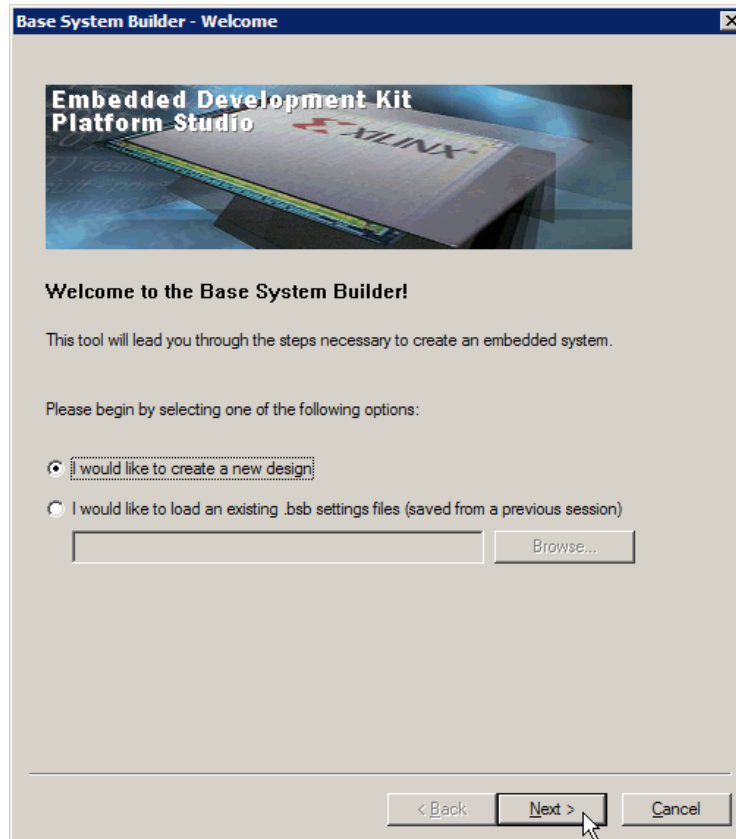 Base System Builder - Welcome
Embedded Development Kit
Platform Studio
XILINX
Welcome to the Base System Builder!
This tool will lead you through the steps necessary to create an embedded system.
Please begin by selecting one of the following options:
I would like to create a new design
I would like to load an existing .bsb settings files (saved from a previous session)
Browse...
< Back
Next >
Cancel